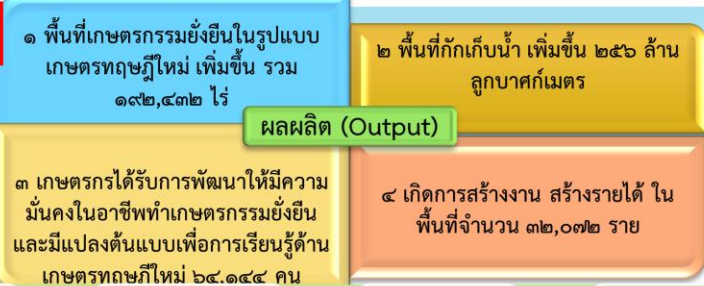 ๑ พื้นที่เกษตรกรรมยั่งยืนในรูปแบบ
เกษตรทฤษฎีใหม่ เพิ่มขึ้น รวม
๑๙๒,๔๓๒ ไร่
๒ พื้นที่กักเก็บน้ำ เพิ่มขึ้น ๒๕๖ ล้าน
ลูกบาศก์เมตร
ผลผลิต (Output)
๓ เกษตรกรได้รับการพัฒนาให้มีความ
มั่นคงในอาชีพทำเกษตรกรรมยั่งยืน
และมีแปลงต้นแบบเพื่อการเรียนรู้ด้าน
เกษตรทฤษฎีใหม่ ๖๔,๑๔๔ คน
๔ เกิดการสร้างงาน สร้างรายได้ ใน
พื้นที่จำนวน ๓๒,๐๗๒ ราย